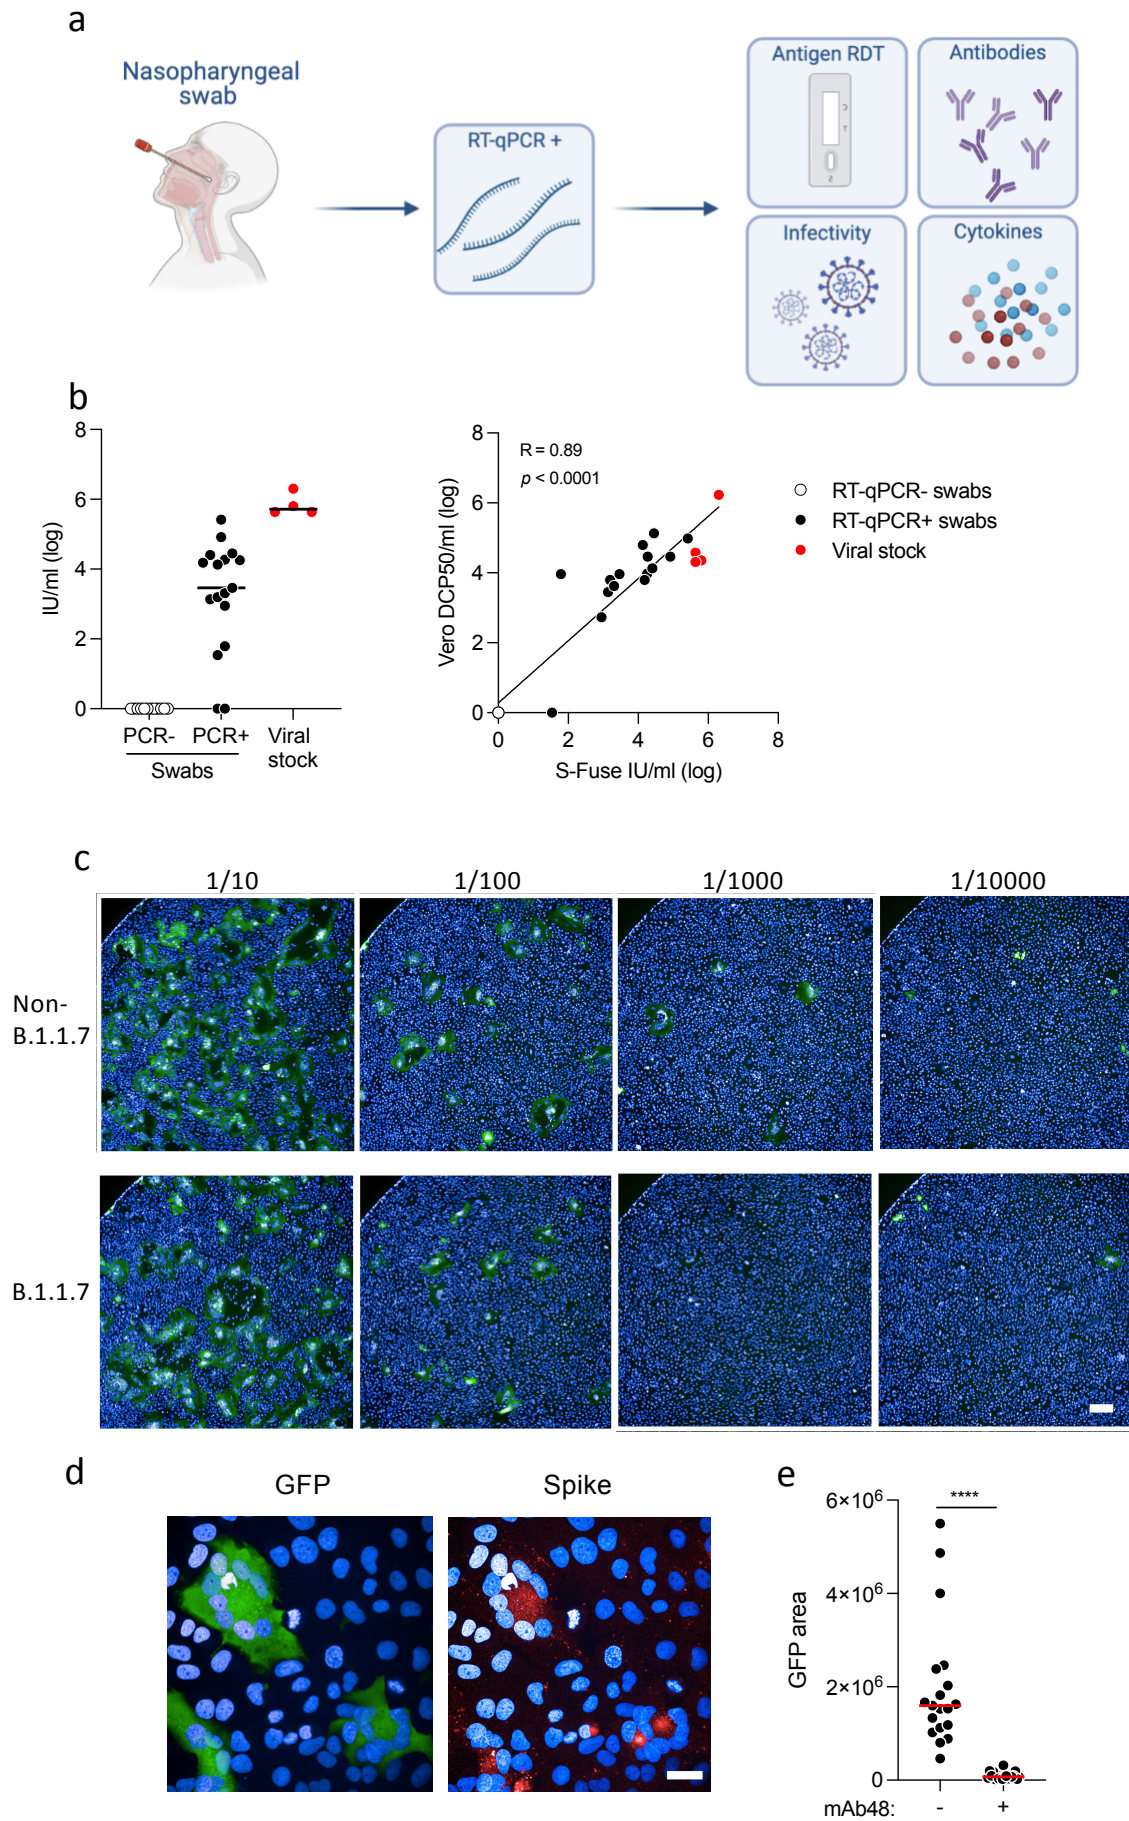 a
Nasopharyngeal
swab
RT-qPCR +
Antigen RDT
C
T
S
Antibodies
Infectivity
Cytokines
b
8
6
4
2
0
IU/ml (log)
PCR-
PCR+
Viral
stock
Swabs
8
6
4
2
0
Vero DCP50/ml (log)
R = 0.89
p < 0.0001
0
2
4
6
8
S-Fuse IU/ml (log)
RT-qPCR- swabs
RT-qPCR+ swabs
Viral stock
c
1/10
1/100
1/1000
1/10000
Non-
B.1.1.7
B.1.1.7
d
GFP
Spike
e
6×10⁶
4×10⁶
2×10⁶
0
GFP area
****
mAb48:
-
+